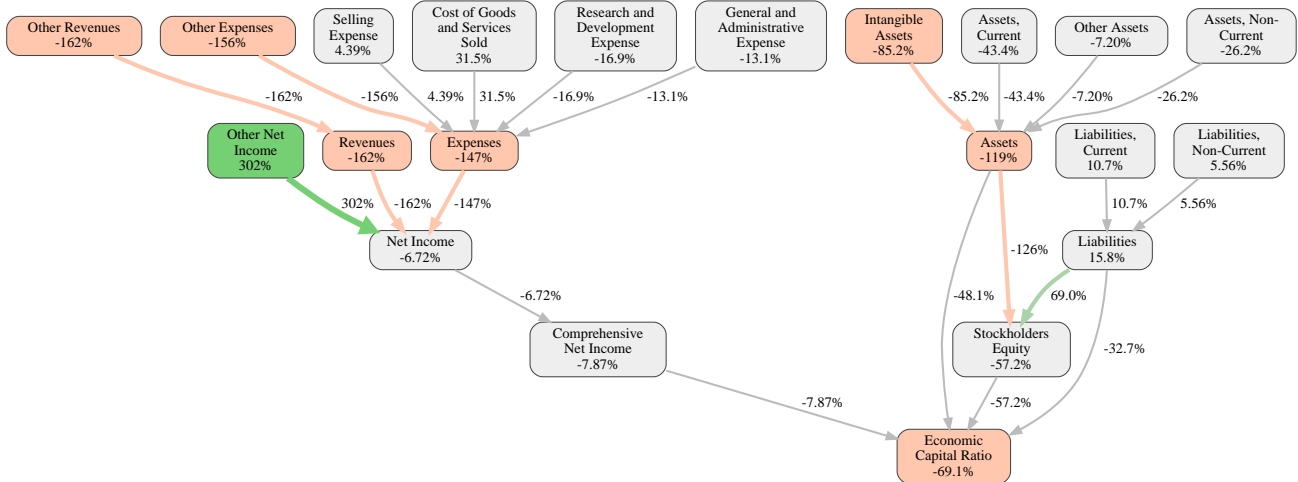 Other Revenues
-162%
Other Expenses
-156%
Selling
Expense
4.39%
Cost of Goods
and Services
Sold
31.5%
Research and
Development
Expense
-16.9%
General and
Administrative
Expense
-13.1%
Intangible
Assets
-85.2%
Assets,
Current
-43.4%
Other Assets
-7.20%
Assets, Non-
Current
-26.2%
-162%
-156%
4.39%
31.5%
-16.9%
-13.1%
-85.2%
-43.4%
-7.20%
-26.2%
Other Net
Income
302%
Revenues
-162%
Expenses
-147%
Assets
-119%
Liabilities,
Current
10.7%
Liabilities,
Non-Current
5.56%
302%
-162%
-147%
10.7%
5.56%
Net Income
-6.72%
-126%
Liabilities
15.8%
-6.72%
-48.1%
69.0%
Comprehensive
Net Income
-7.87%
Stockholders
Equity
-57.2%
-32.7%
-7.87%
-57.2%
Economic
Capital Ratio
-69.1%